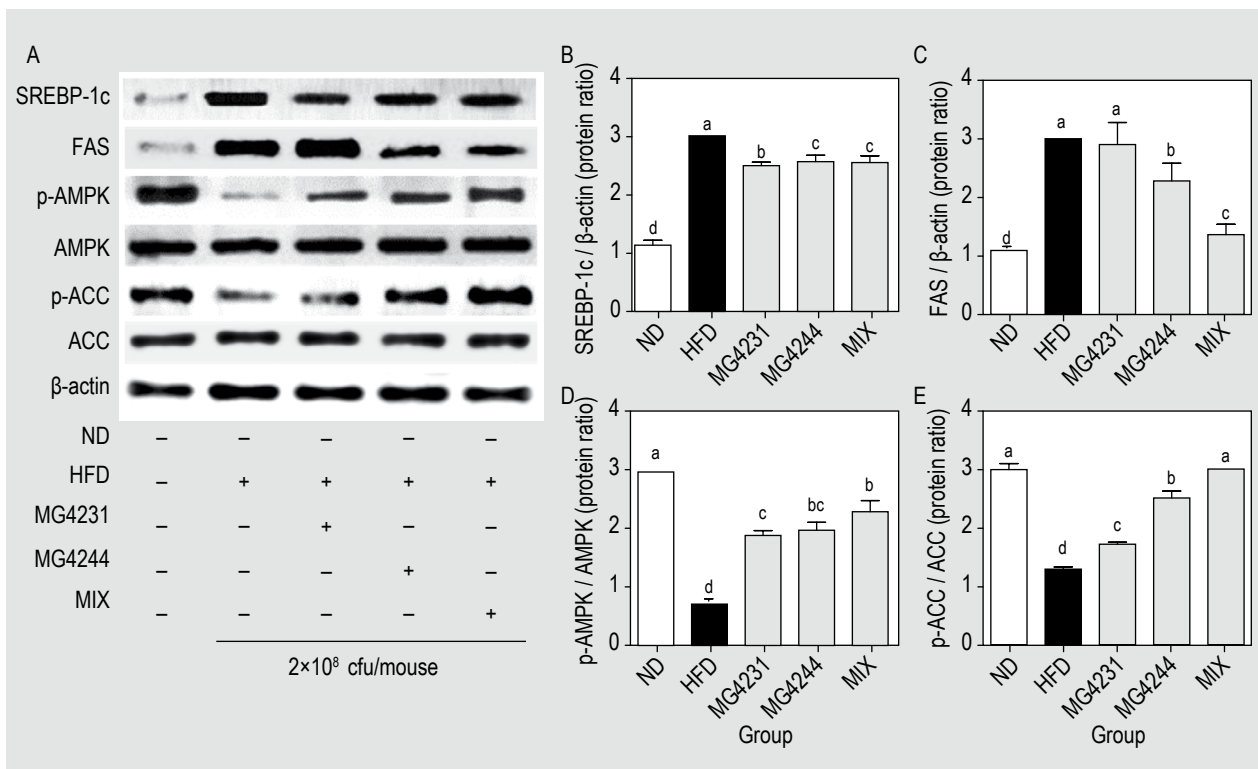 A
SREBP-1c
FAS
p-AMPK
AMPK
p-ACC
ACC
β-actin
ND – – – – –
HFD – + + + +
MG4231 – – + – –
MG4244 – – – + –
MIX – – – – +
2×10⁸ cfu/mouse
B
SREBP-1c / β-actin (protein ratio)
4
3
2
1
0
d a b c c
ND HFD MG4231 MG4244 MIX
C
FAS / β-actin (protein ratio)
4
3
2
1
0
d a a b c
ND HFD MG4231 MG4244 MIX
D
p-AMPK / AMPK (protein ratio)
4
3
2
1
0
a d c bc b
ND HFD MG4231 MG4244 MIX
Group
E
p-ACC / ACC (protein ratio)
4
3
2
1
0
a d c b a
ND HFD MG4231 MG4244 MIX
Group